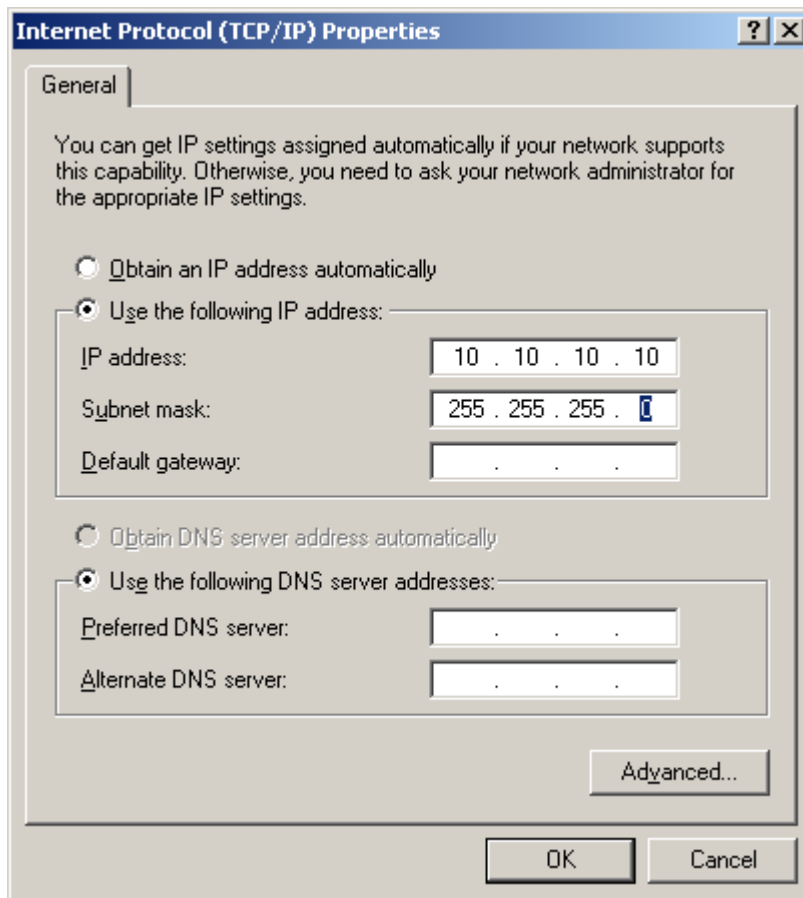 Internet Protocol (TCP/IP) Properties
General
You can get IP settings assigned automatically if your network supports
this capability. Otherwise, you need to ask your network administrator for
the appropriate IP settings.
Obtain an IP address automatically
Use the following IP address:
IP address: 10 . 10 . 10 . 10
Subnet mask: 255 . 255 . 255 . 0
Default gateway: . . .
Obtain DNS server address automatically
Use the following DNS server addresses:
Preferred DNS server: . . .
Alternate DNS server: . . .
Advanced...
OK Cancel